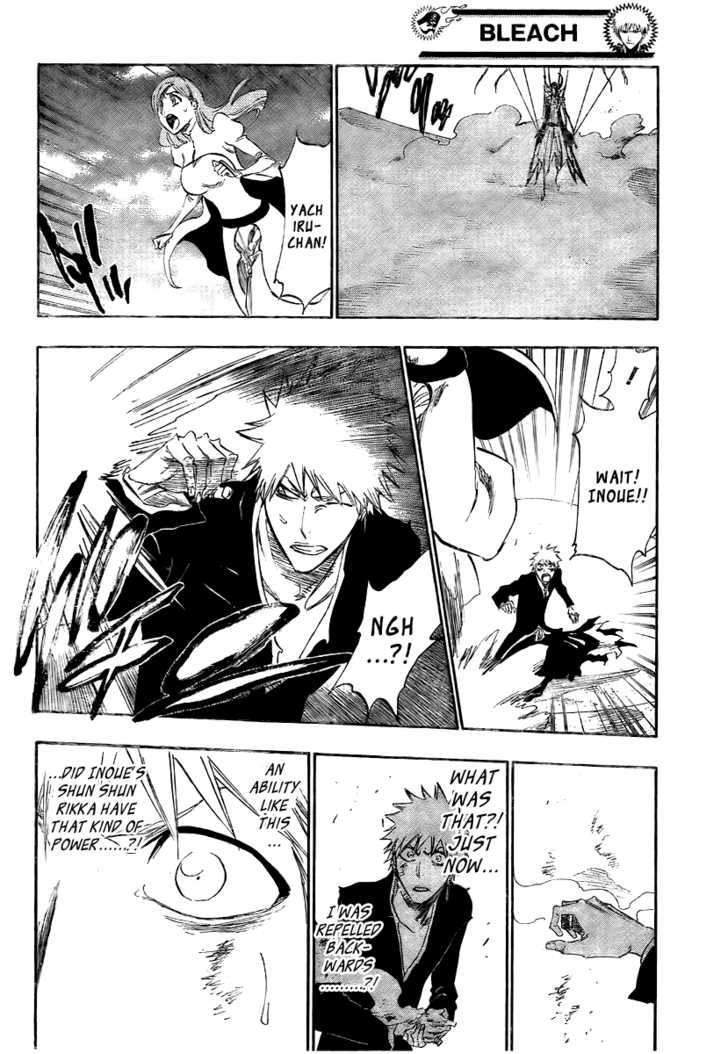 BLEACH
YACH
IRU-
CHAN!
!
WAIT!
INOUE!!
NGH
...?!
WHAT
WAS
THAT?!
JUST
NOW...
I WAS
REPELLED
BACK-
WARDS
.........?!
AN
ABILITY
LIKE
THIS
...
...DID INOUE'S
SHUN SHUN
RIKKA HAVE
THAT KIND OF
POWER......?!